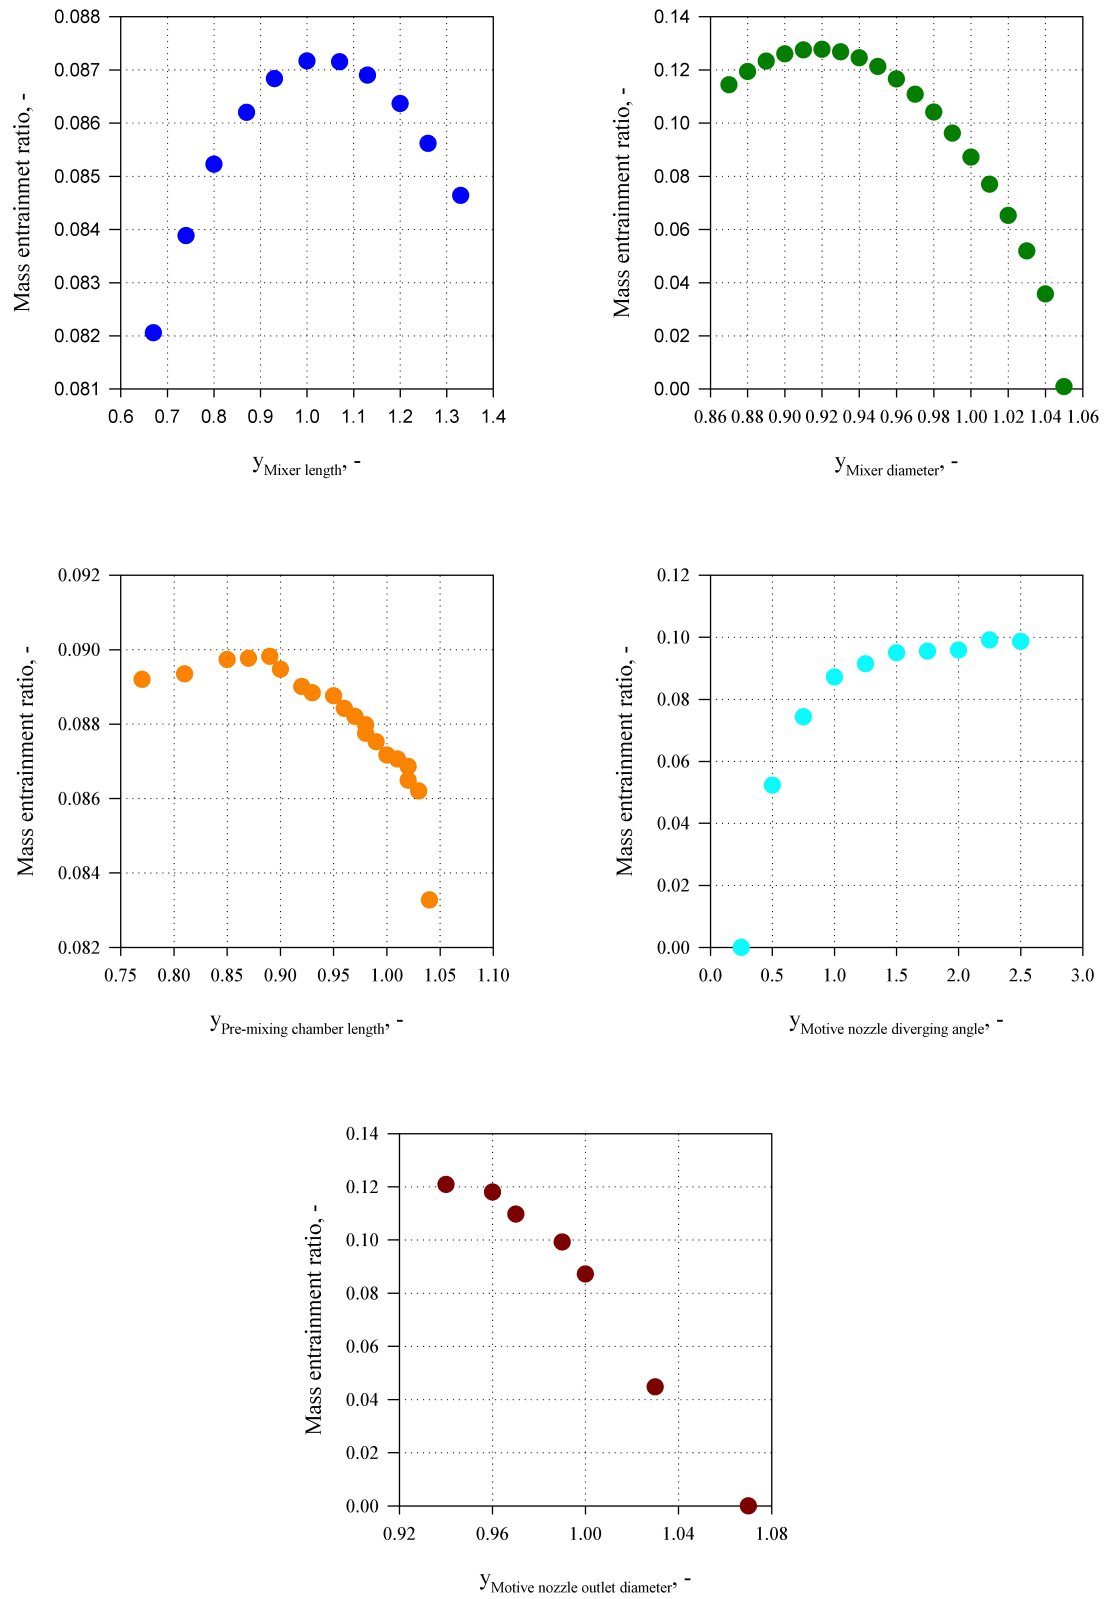 0.088
0.087
0.086
0.085
0.084
0.083
0.082
0.081
Mass entrainmet ratio, -
0.6 0.7 0.8 0.9 1.0 1.1 1.2 1.3 1.4
yMixer length, -
0.14
0.12
0.10
0.08
0.06
0.04
0.02
0.00
Mass entrainment ratio, -
0.86 0.88 0.90 0.92 0.94 0.96 0.98 1.00 1.02 1.04 1.06
yMixer diameter, -
0.092
0.090
0.088
0.086
0.084
0.082
Mass entrainment ratio, -
0.75 0.80 0.85 0.90 0.95 1.00 1.05 1.10
yPre-mixing chamber length, -
0.12
0.10
0.08
0.06
0.04
0.02
0.00
Mass entrainment ratio, -
0.0 0.5 1.0 1.5 2.0 2.5 3.0
yMotive nozzle diverging angle, -
0.14
0.12
0.10
0.08
0.06
0.04
0.02
0.00
Mass entrainment ratio, -
0.92 0.96 1.00 1.04 1.08
yMotive nozzle outlet diameter, -